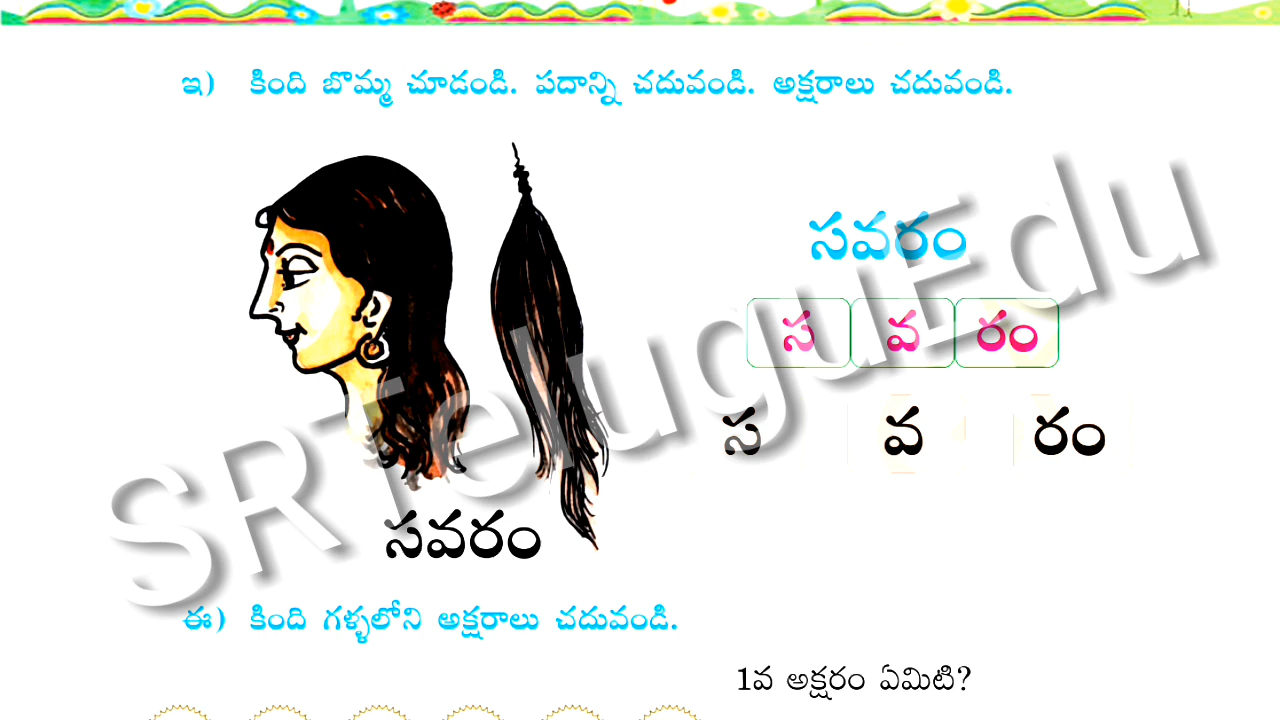 ఇ) కింది బొమ్మ చూడండి. పదాన్ని చదువండి. అక్షరాలు చదువండి.
సవరం
స వ రం
స వ రం
సవరం
SRTeluguEdu
ఈ) కింది గళ్ళలోని అక్షరాలు చదువండి.
1వ అక్షరం ఏమిటి?